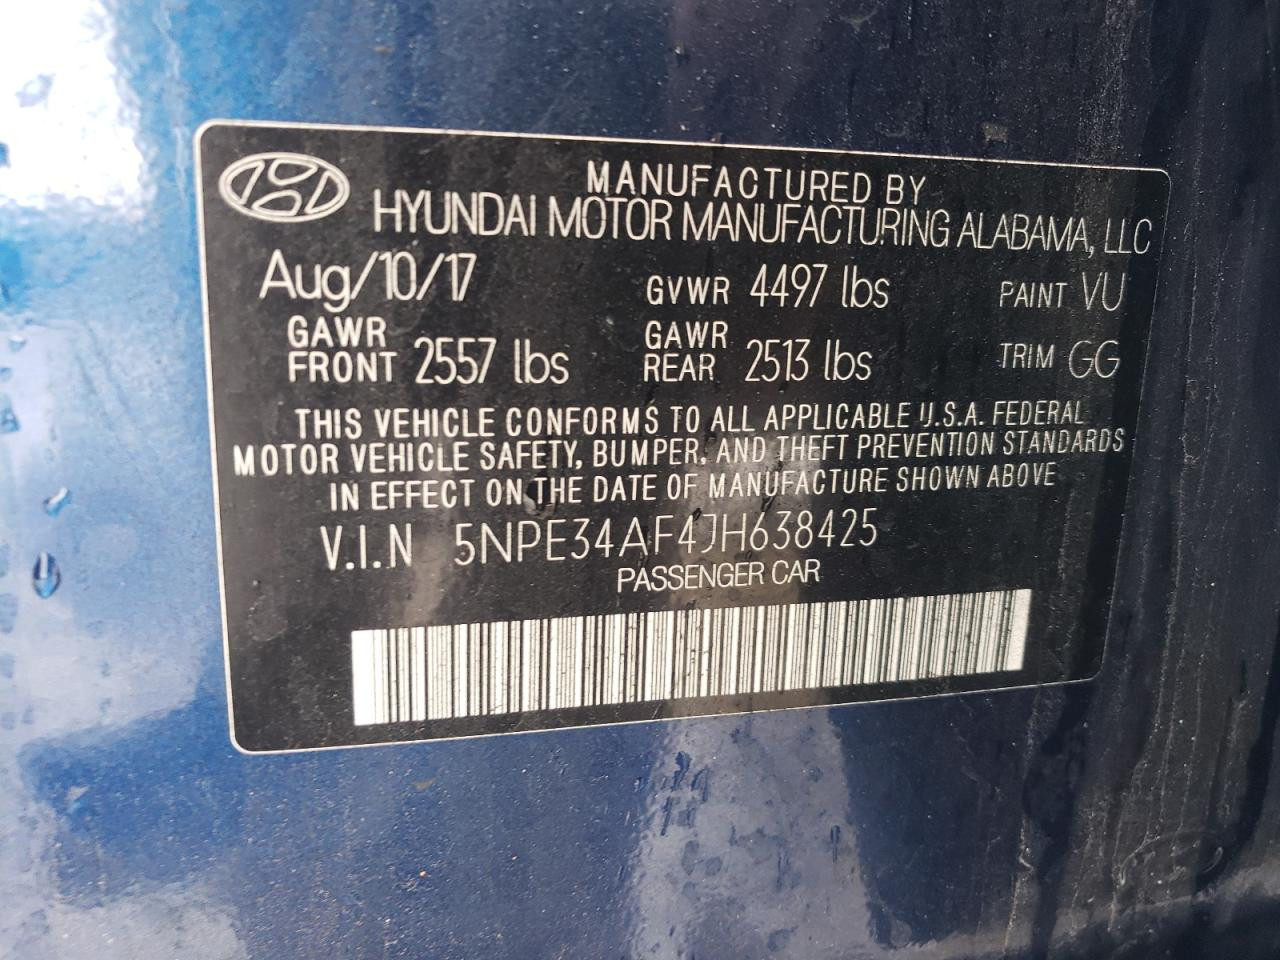 MANUFACTURED BY
HYUNDAI MOTOR MANUFACTURING ALABAMA, LLC
Aug/10/17 GVWR 4497 lbs PAINT VU
GAWR FRONT 2557 lbs GAWR REAR 2513 lbs TRIM GG
THIS VEHICLE CONFORMS TO ALL APPLICABLE U.S.A. FEDERAL
MOTOR VEHICLE SAFETY, BUMPER, AND THEFT PREVENTION STANDARDS
IN EFFECT ON THE DATE OF MANUFACTURE SHOWN ABOVE
V.I.N 5NPE34AF4JH638425
PASSENGER CAR